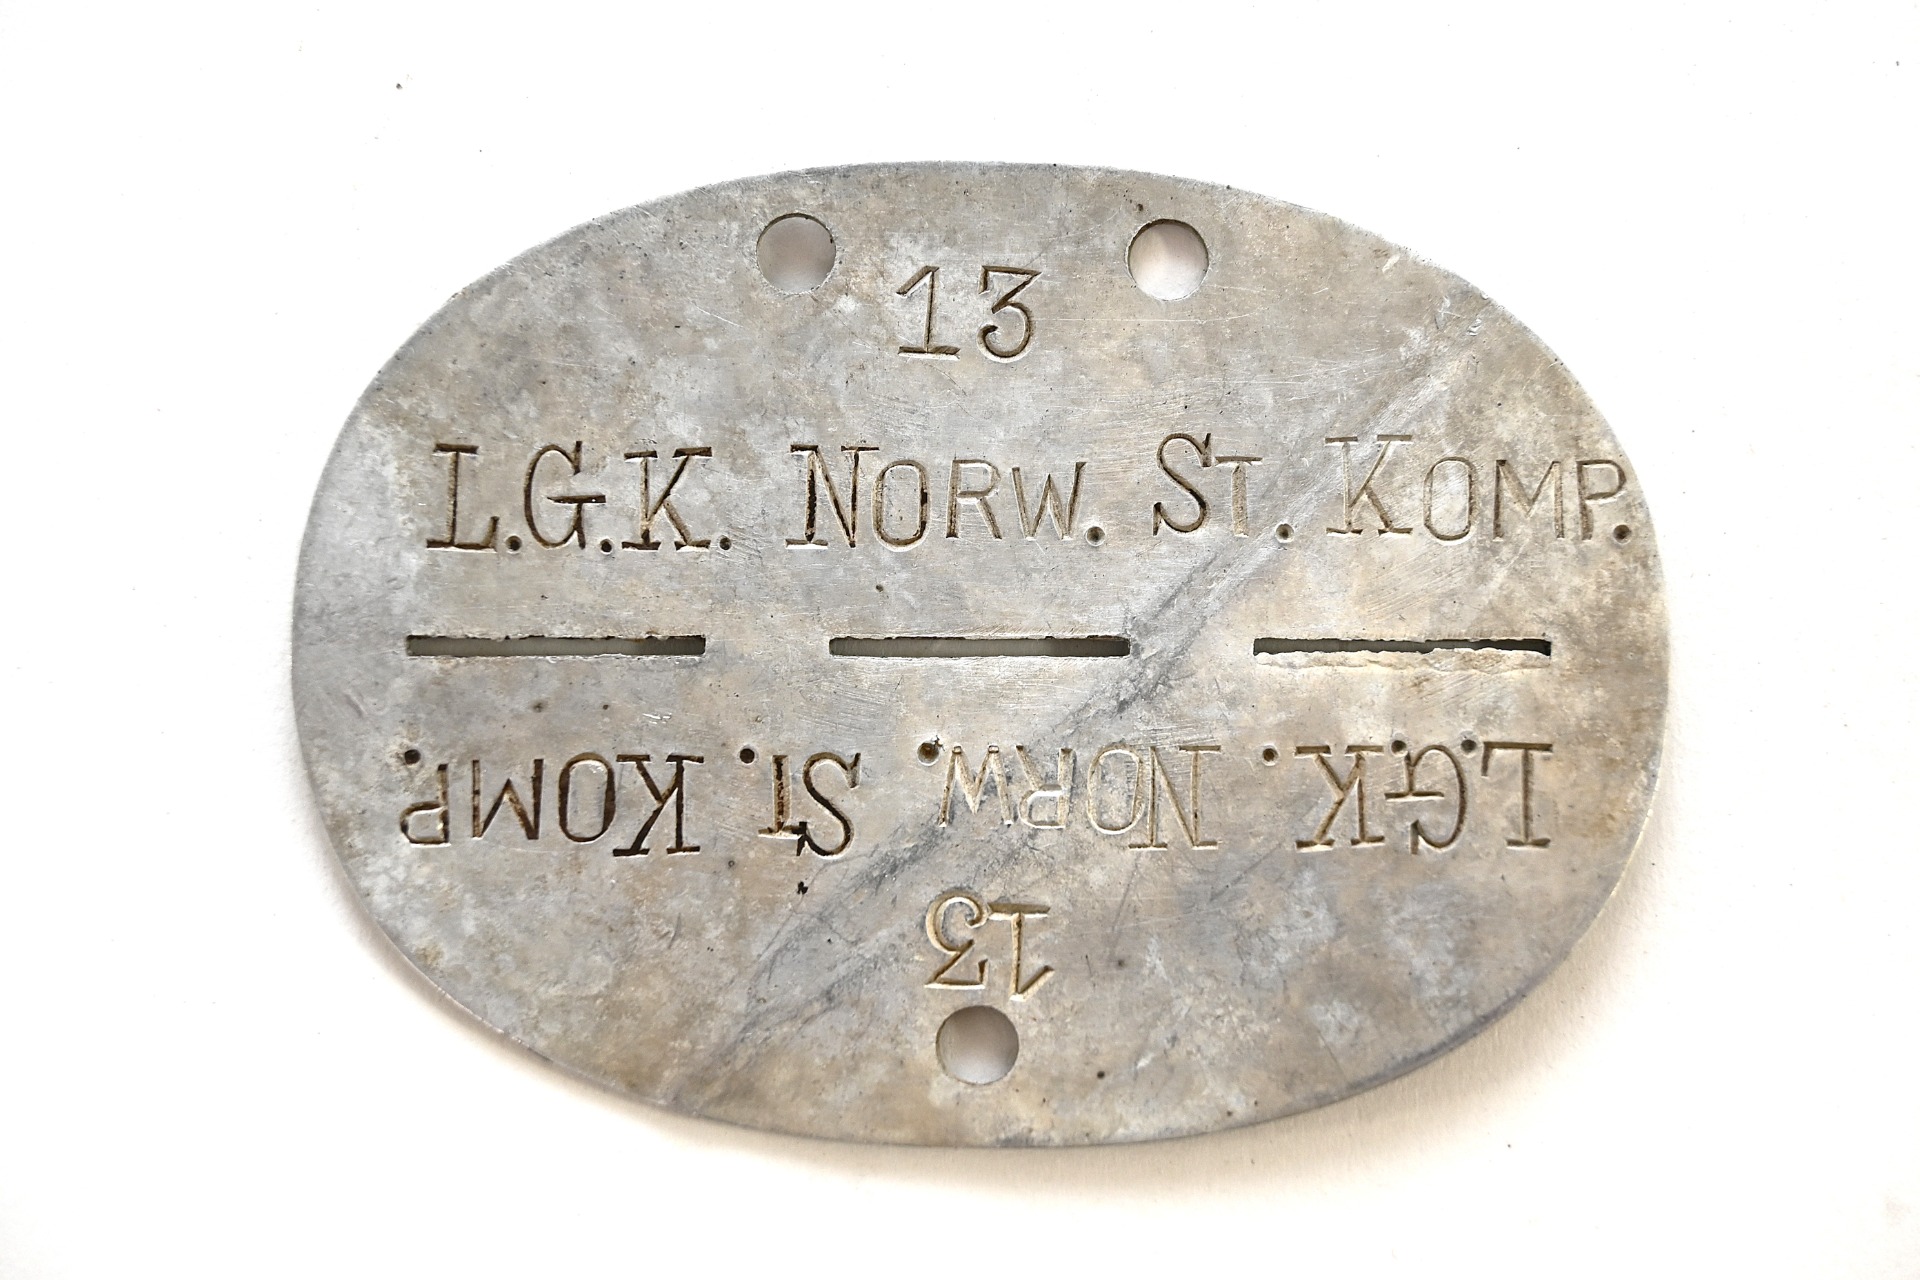 13
L.G.K. NORW. ST. KOMP.
L.G.K. NORW. ST. KOMP.
13